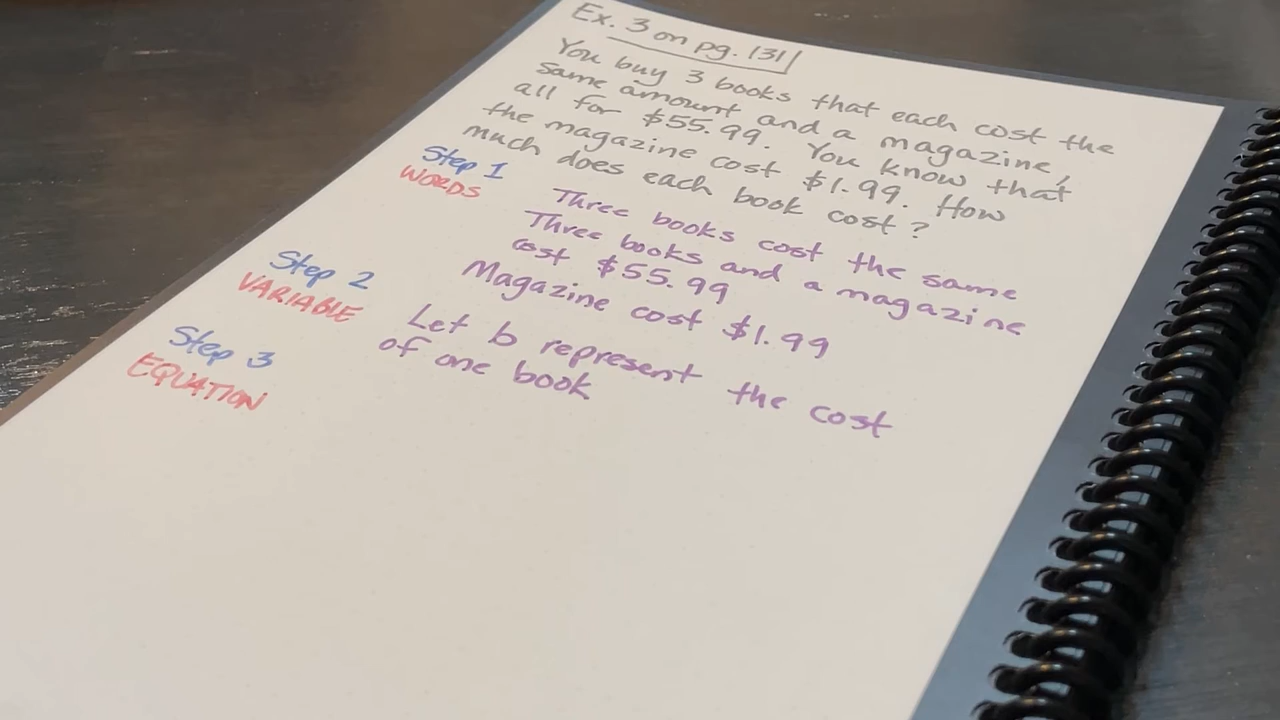 Ex. 3 on pg. 131
You buy 3 books that each cost the
same amount and a magazine,
all for $55.99. You know that
the magazine cost $1.99. How
much does each book cost?
Step 1
WORDS
Three books cost the same
Three books and a magazine
cost $55.99
Magazine cost $1.99
Step 2
VARIABLE
Let b represent the cost
of one book
Step 3
EQUATION